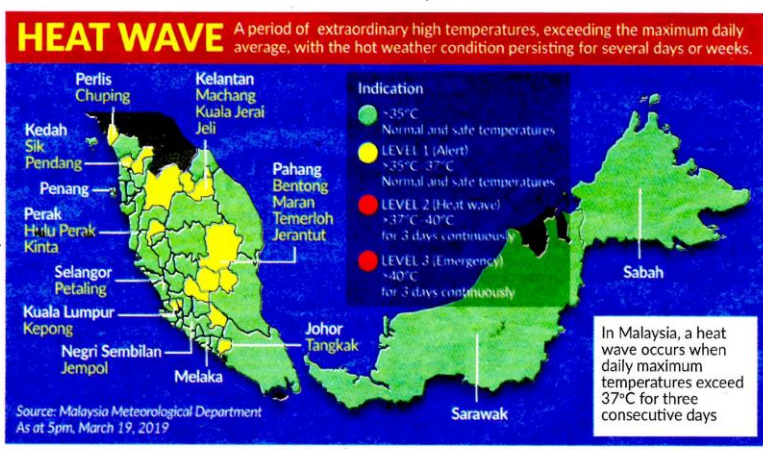 HEAT WAVE
A period of extraordinary high temperatures, exceeding the maximum daily
average, with the hot weather condition persisting for several days or weeks.
Perlis
Chuping
Kelantan
Machang
Kuala Jerai
Jeli
Kedah
Sik
Pendang
Penang
Perak
Hulu Perak
Kinta
Pahang
Bentong
Maran
Temerloh
Jerantut
Selangor
Petaling
Kuala Lumpur
Kepong
Negri Sembilan
Jempol
Melaka
Johor
Tangkak
Indication
>35°C
Normal and safe temperatures
LEVEL 1 (Alert)
>35°C -37°C
Normal and safe temperatures
LEVEL 2 (Heat wave)
>37°C -40°C
for 3 days continuously
LEVEL 3 (Emergency)
>40°C
for 3 days continuously
Sabah
Sarawak
In Malaysia, a heat
wave occurs when
daily maximum
temperatures exceed
37°C for three
consecutive days
Source: Malaysia Meteorological Department
As at 5pm, March 19, 2019